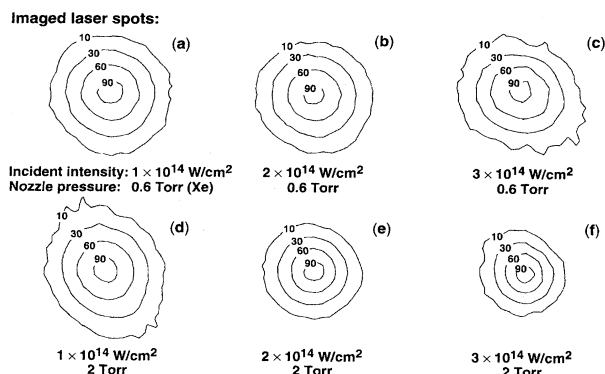 Imaged laser spots:
10 30 60 90 (a)
10 30 60 90 (b)
10 30 60 90 (c)
Incident intensity: 1 × 10¹⁴ W/cm²
Nozzle pressure: 0.6 Torr (Xe)
2 × 10¹⁴ W/cm²
0.6 Torr
3 × 10¹⁴ W/cm²
0.6 Torr
10 30 60 90 (d)
10 30 60 90 (e)
10 30 60 90 (f)
1 × 10¹⁴ W/cm²
2 Torr
2 × 10¹⁴ W/cm²
2 Torr
3 × 10¹⁴ W/cm²
2 Torr